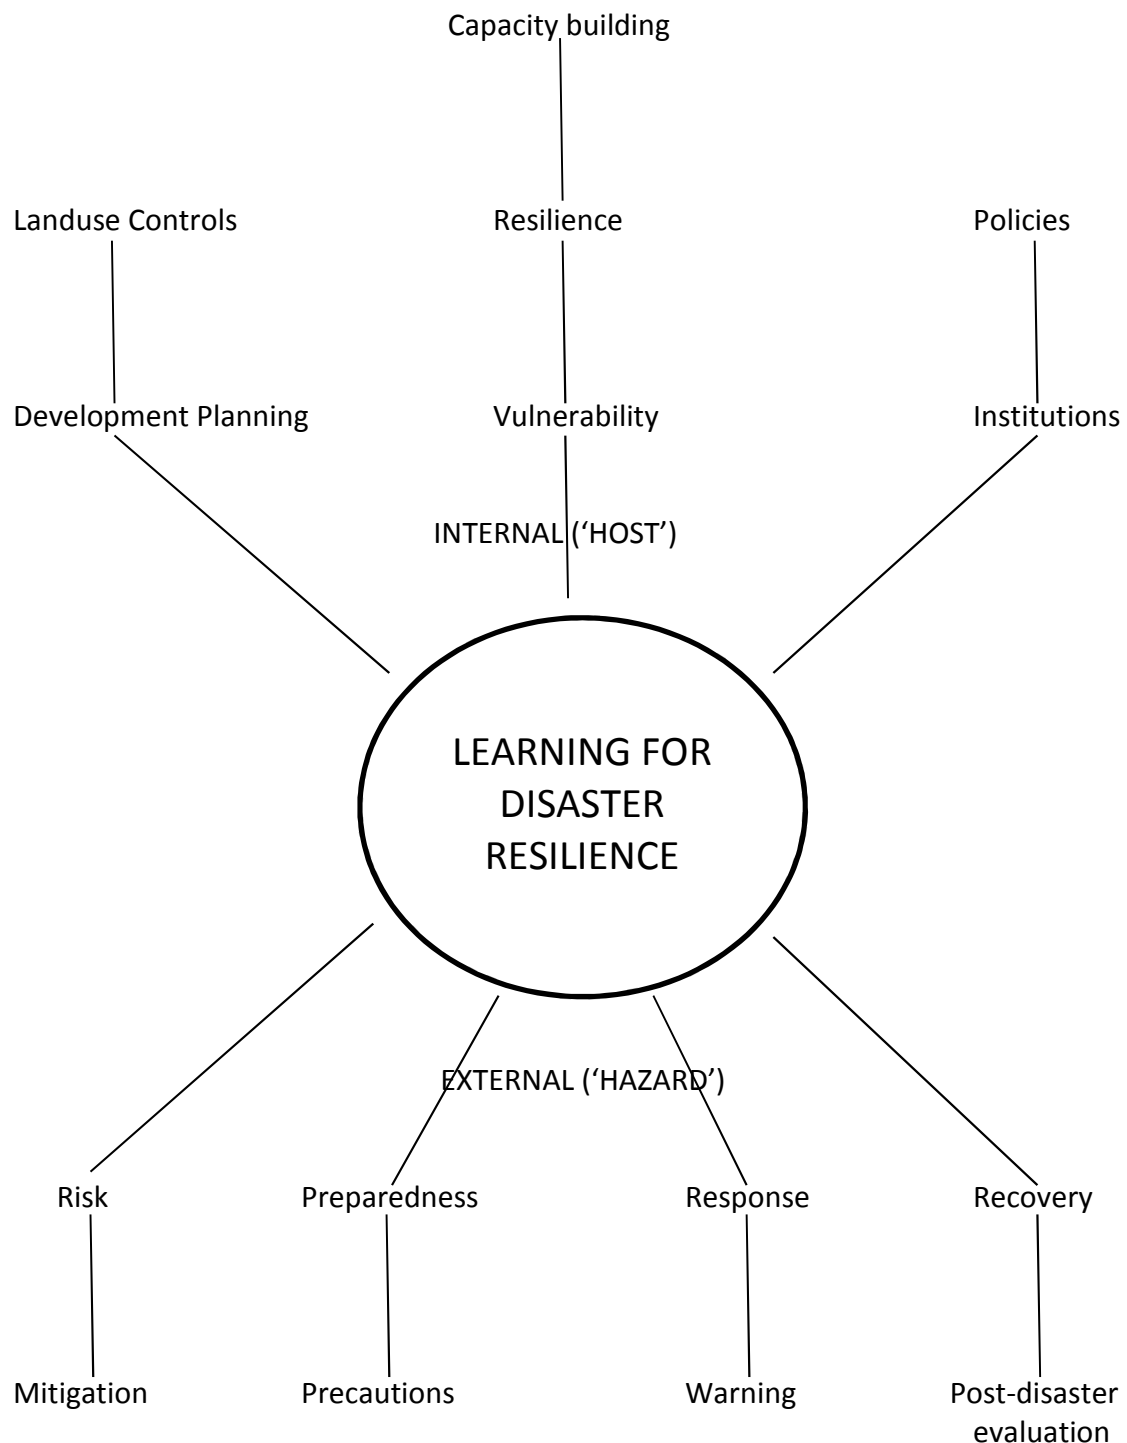 Capacity building
Landuse Controls
Resilience
Policies
Development Planning
Vulnerability
Institutions
INTERNAL (‘HOST’)
LEARNING FOR
DISASTER
RESILIENCE
EXTERNAL (‘HAZARD’)
Risk
Preparedness
Response
Recovery
Mitigation
Precautions
Warning
Post-disaster
evaluation